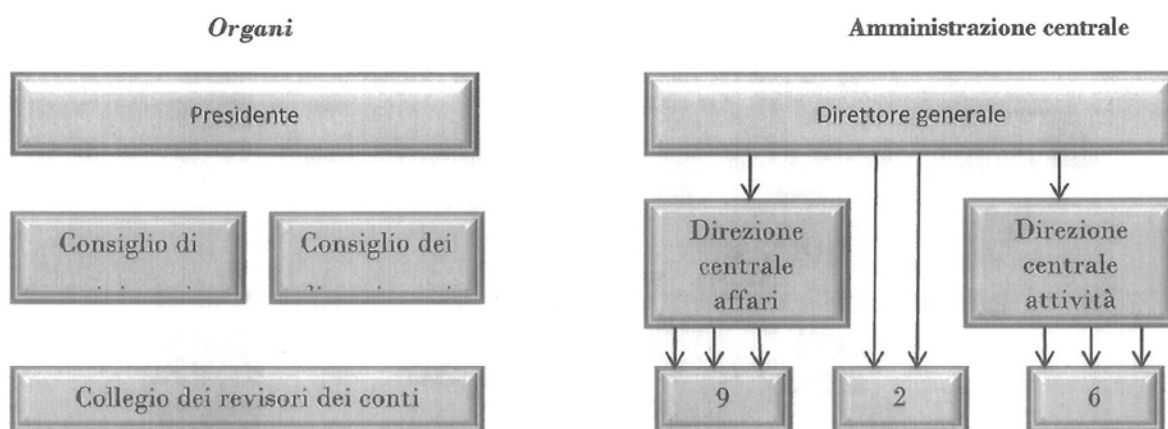 Organi
Amministrazione centrale
Presidente
Direttore generale
Consiglio di
Consiglio dei
Direzione
centrale
affari
Direzione
centrale
attività
Collegio dei revisori dei conti
9
2
6